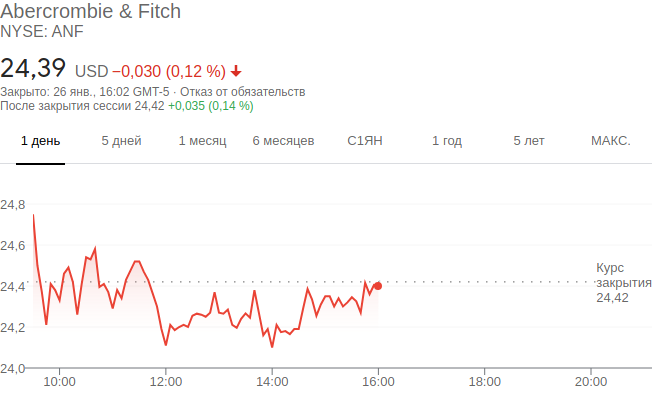 Abercrombie & Fitch
NYSE: ANF
24,39 USD −0,030 (0,12 %)
Закрыто: 26 янв., 16:02 GMT-5 · Отказ от обязательств
После закрытия сессии 24,42 +0,035 (0,14 %)
1 день 5 дней 1 месяц 6 месяцев С1ЯН 1 год 5 лет МАКС.
24,8
24,6
24,4
24,2
24,0
Курс
закрытия
24,42
10:00 12:00 14:00 16:00 18:00 20:00